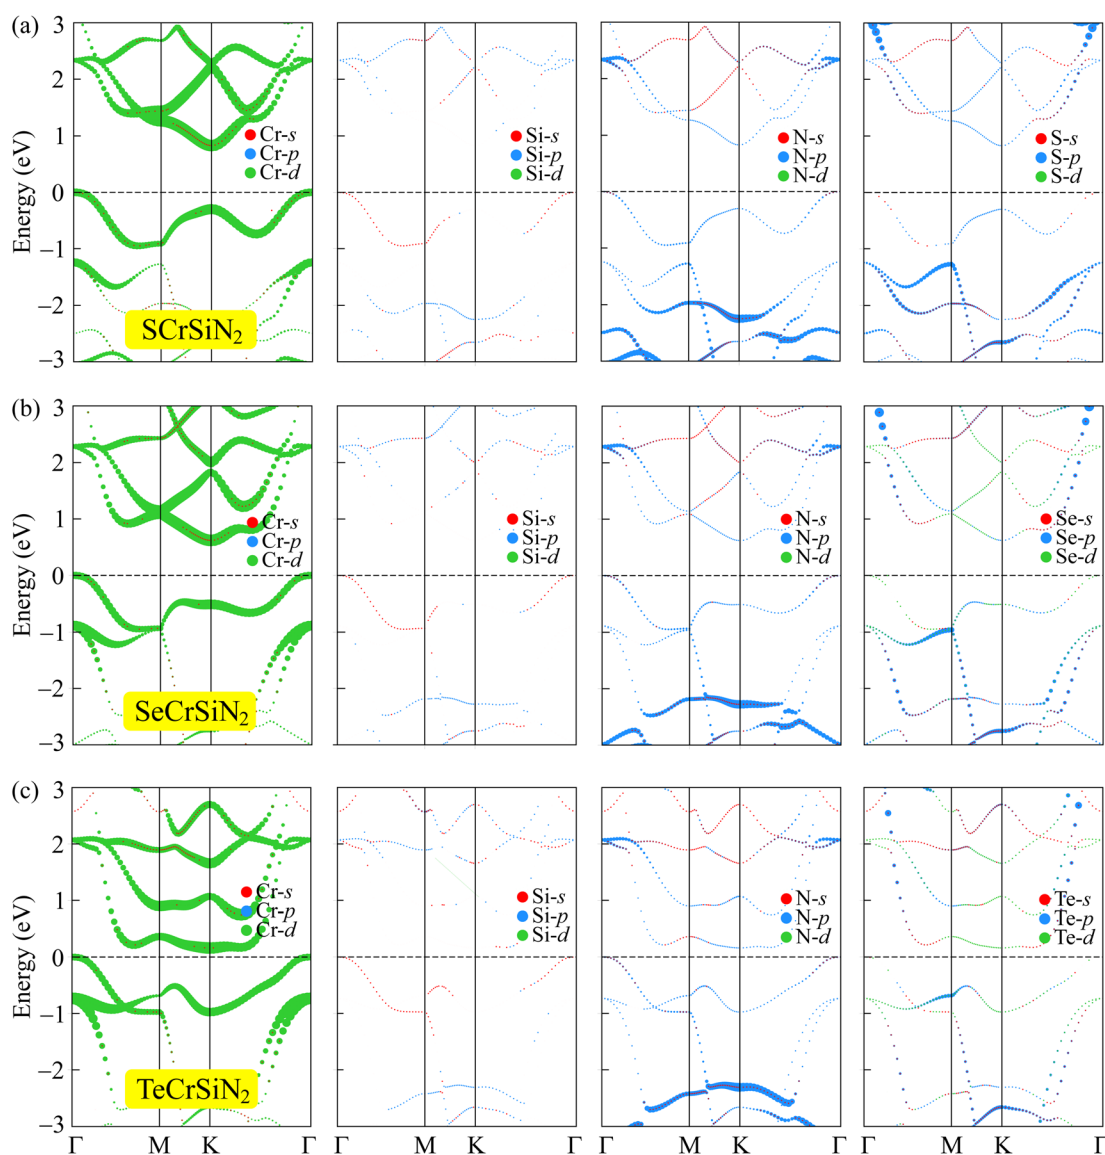 (a)
Energy (eV)
3
2
1
0
−1
−2
−3
Cr-s
Cr-p
Cr-d
SCrSiN2
Si-s
Si-p
Si-d
N-s
N-p
N-d
S-s
S-p
S-d
(b)
Energy (eV)
3
2
1
0
−1
−2
−3
Cr-s
Cr-p
Cr-d
SeCrSiN2
Si-s
Si-p
Si-d
N-s
N-p
N-d
Se-s
Se-p
Se-d
(c)
Energy (eV)
3
2
1
0
−1
−2
−3
Cr-s
Cr-p
Cr-d
TeCrSiN2
Si-s
Si-p
Si-d
N-s
N-p
N-d
Te-s
Te-p
Te-d
Γ M K Γ Γ M K Γ Γ M K Γ Γ M K Γ